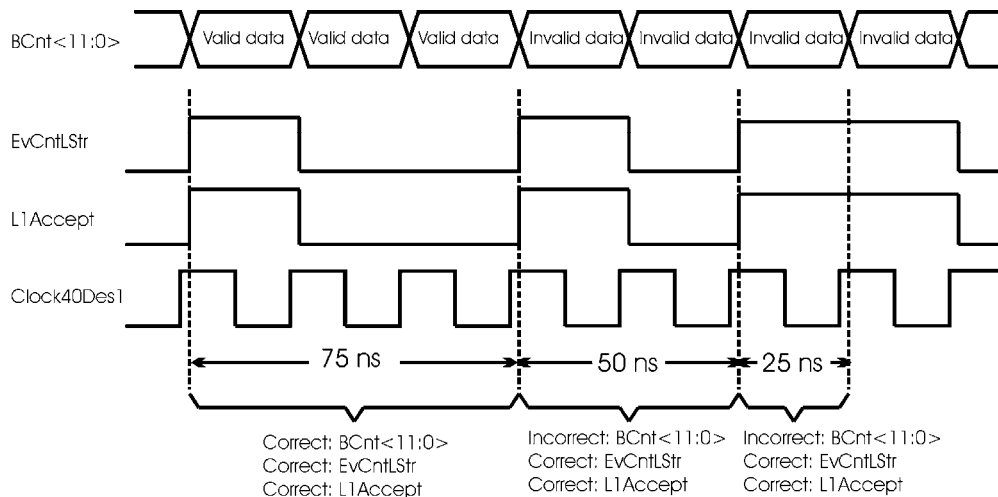 BCnt<11:0>
Valid data Valid data Valid data Invalid data Invalid data Invalid data Invalid data
EvCntLStr
L1Accept
Clock40Des1
75 ns 50 ns 25 ns
Correct: BCnt<11:0>
Correct: EvCntLStr
Correct: L1Accept
Incorrect: BCnt<11:0>
Correct: EvCntLStr
Correct: L1Accept
Incorrect: BCnt<11:0>
Correct: EvCntLStr
Correct: L1Accept